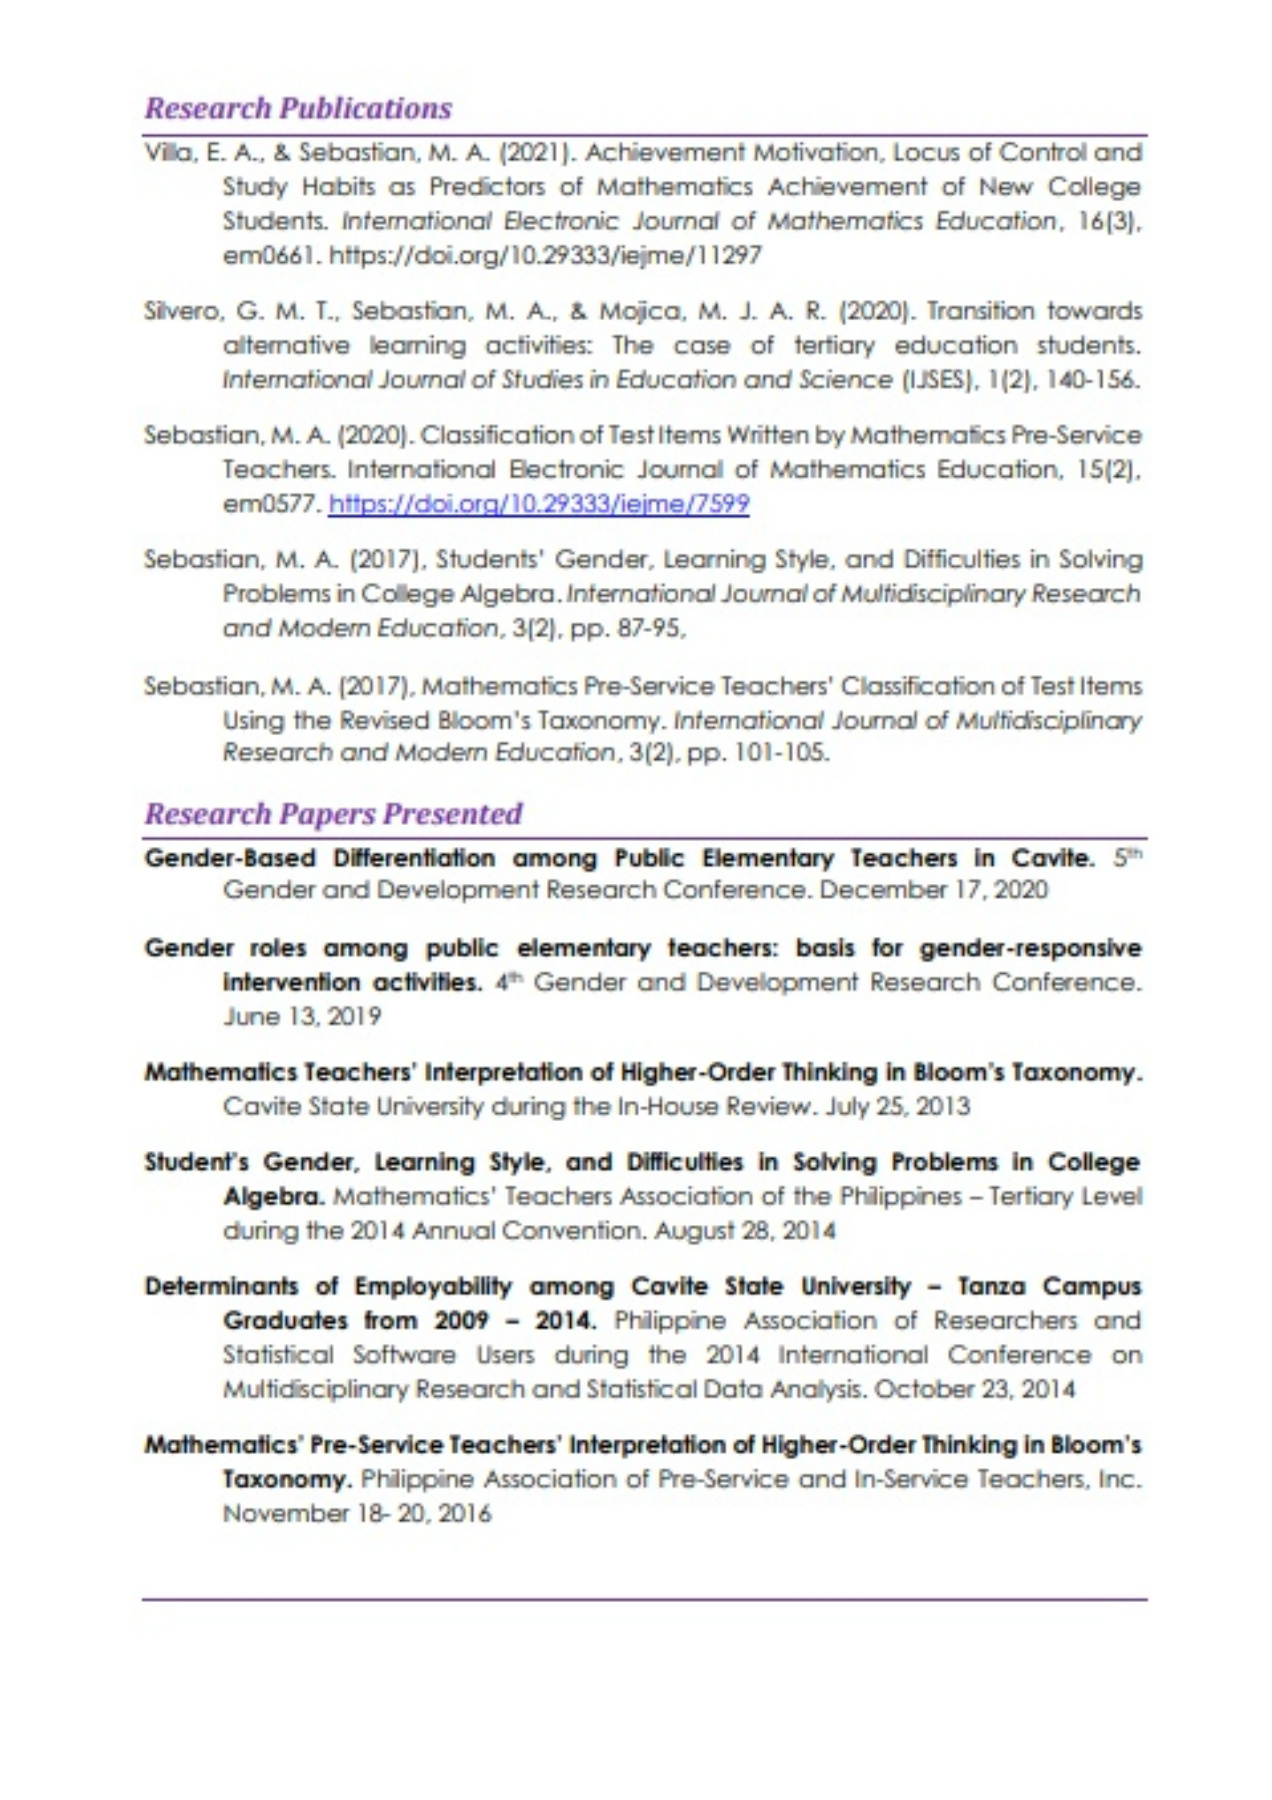 Research Publications
Villa, E. A., & Sebastian, M. A. (2021). Achievement Motivation, Locus of Control and
Study Habits as Predictors of Mathematics Achievement of New College
Students. International Electronic Journal of Mathematics Education, 16(3),
em0661. https://doi.org/10.29333/iejme/11297
Silvero, G. M. T., Sebastian, M. A., & Mojica, M. J. A. R. (2020). Transition towards
alternative learning activities: The case of tertiary education students.
International Journal of Studies in Education and Science (IJSES), 1(2), 140-156.
Sebastian, M. A. (2020). Classification of Test Items Written by Mathematics Pre-Service
Teachers. International Electronic Journal of Mathematics Education, 15(2),
em0577. https://doi.org/10.29333/iejme/7599
Sebastian, M. A. (2017), Students' Gender, Learning Style, and Difficulties in Solving
Problems in College Algebra. International Journal of Multidisciplinary Research
and Modern Education, 3(2), pp. 87-95,
Sebastian, M. A. (2017), Mathematics Pre-Service Teachers' Classification of Test Items
Using the Revised Bloom's Taxonomy. International Journal of Multidisciplinary
Research and Modern Education, 3(2), pp. 101-105.
Research Papers Presented
Gender-Based Differentiation among Public Elementary Teachers in Cavite. 5th
Gender and Development Research Conference. December 17, 2020
Gender roles among public elementary teachers: basis for gender-responsive
intervention activities. 4th Gender and Development Research Conference.
June 13, 2019
Mathematics Teachers' Interpretation of Higher-Order Thinking in Bloom's Taxonomy.
Cavite State University during the In-House Review. July 25, 2013
Student's Gender, Learning Style, and Difficulties in Solving Problems in College
Algebra. Mathematics' Teachers Association of the Philippines – Tertiary Level
during the 2014 Annual Convention. August 28, 2014
Determinants of Employability among Cavite State University – Tanza Campus
Graduates from 2009 – 2014. Philippine Association of Researchers and
Statistical Software Users during the 2014 International Conference on
Multidisciplinary Research and Statistical Data Analysis. October 23, 2014
Mathematics' Pre-Service Teachers' Interpretation of Higher-Order Thinking in Bloom's
Taxonomy. Philippine Association of Pre-Service and In-Service Teachers, Inc.
November 18- 20, 2016